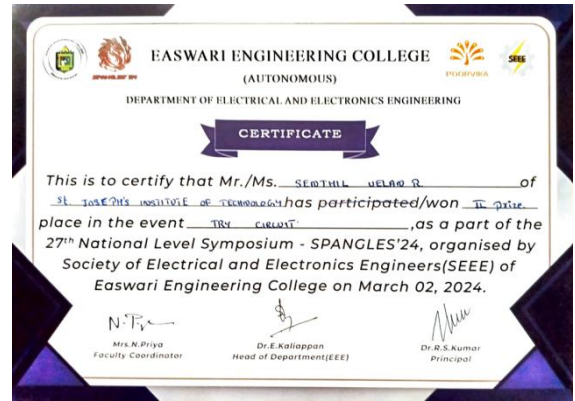 SPANGLES'24
EASWARI ENGINEERING COLLEGE
(AUTONOMOUS)
POORVIKA
SEEE
DEPARTMENT OF ELECTRICAL AND ELECTRONICS ENGINEERING
CERTIFICATE
This is to certify that Mr./Ms. SENTHIL VELAN R of
St. JOSEPH'S INSTITUTE OF TECHNOLOGY has participated/won II prize
place in the event TRY CIRCUIT ,as a part of the
27th National Level Symposium - SPANGLES'24, organised by
Society of Electrical and Electronics Engineers(SEEE) of
Easwari Engineering College on March 02, 2024.
Mrs.N.Priya
Faculty Coordinator
Dr.E.Kaliappan
Head of Department(EEE)
Dr.R.S.Kumar
Principal